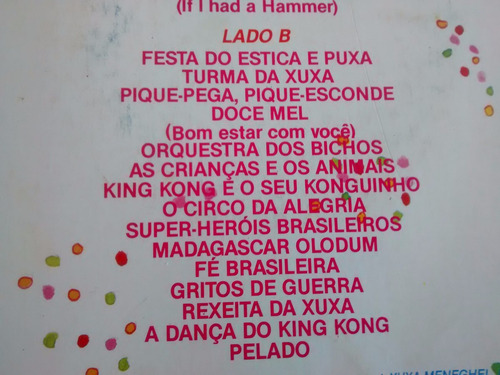 (If I had a Hammer)
LADO B
FESTA DO ESTICA E PUXA
TURMA DA XUXA
PIQUE-PEGA, PIQUE-ESCONDE
DOCE MEL
(Bom estar com você)
ORQUESTRA DOS BICHOS
AS CRIANÇAS E OS ANIMAIS
KING KONG É O SEU KONGUINHO
O CIRCO DA ALEGRIA
SUPER-HERÓIS BRASILEIROS
MADAGASCAR OLODUM
FÉ BRASILEIRA
GRITOS DE GUERRA
REXEITA DA XUXA
A DANÇA DO KING KONG
PELADO
XUXA MENEGHEL